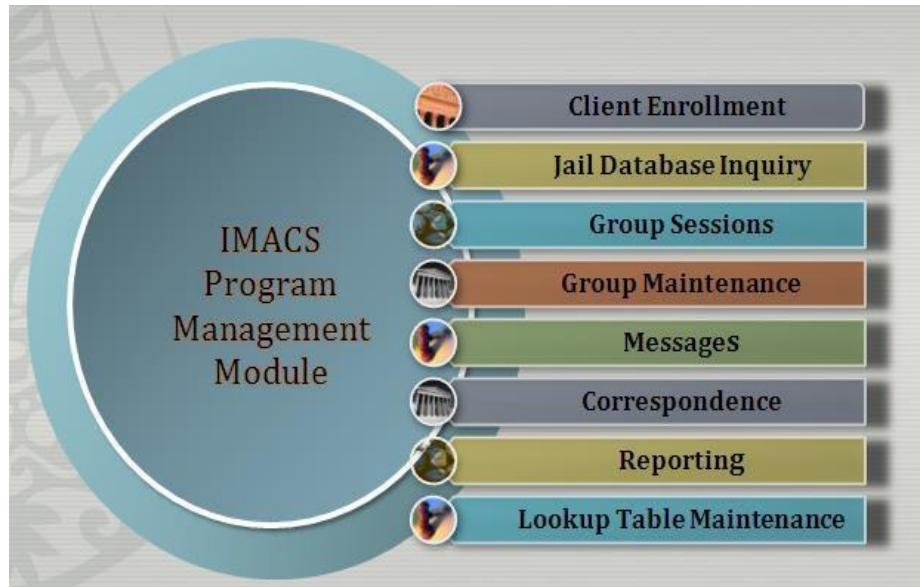 IMACS
Program
Management
Module
Client Enrollment
Jail Database Inquiry
Group Sessions
Group Maintenance
Messages
Correspondence
Reporting
Lookup Table Maintenance